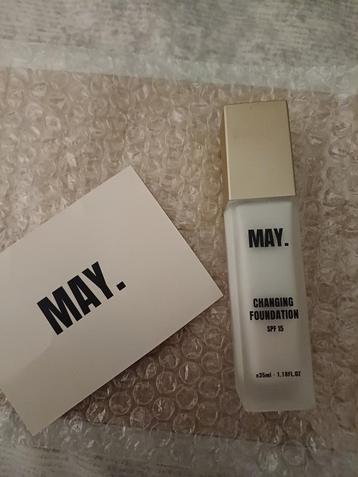 MAY.
MAY.
CHANGING
FOUNDATION
SPF 15
e35ml - 1.18FL.OZ